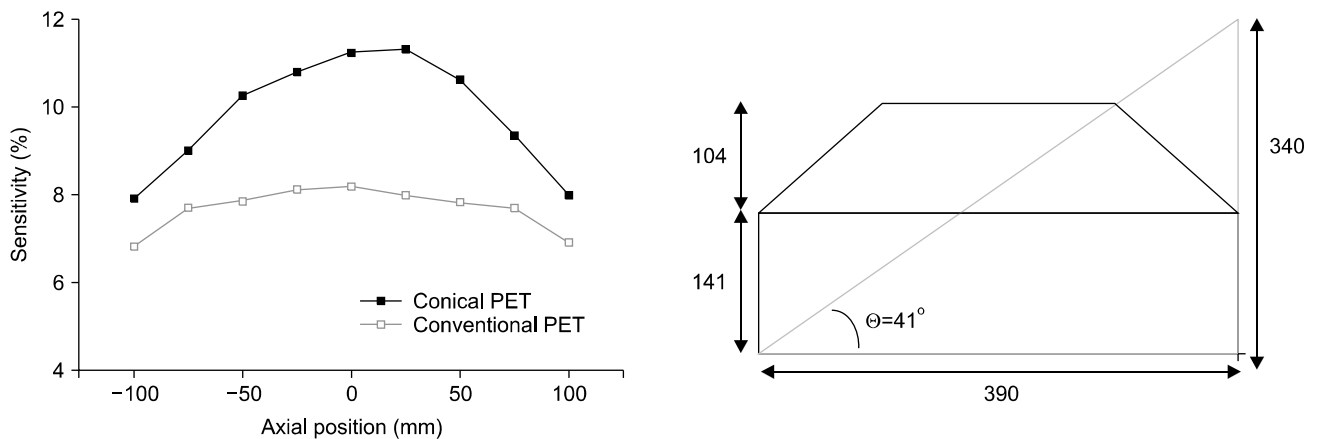 12
10
8
6
4
Sensitivity (%)
Conical PET
Conventional PET
−100
−50
0
50
100
Axial position (mm)
104
141
340
Θ=41°
390